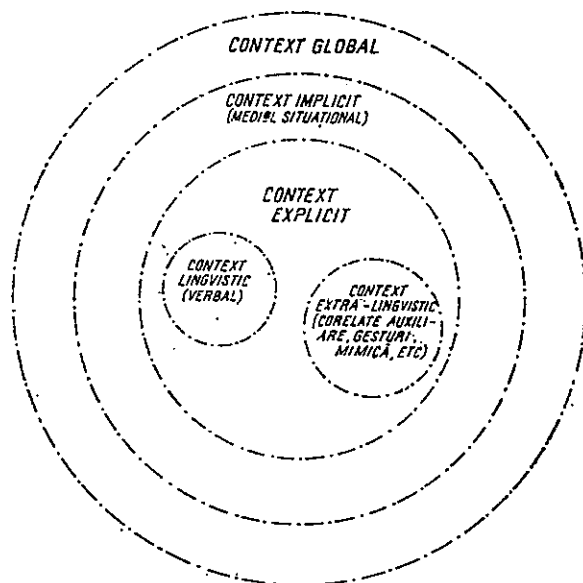 CONTEXT GLOBAL
CONTEXT IMPLICIT
(MEDIUL SITUAȚIONAL)
CONTEXT
EXPLICIT
CONTEXT
LINGVISTIC
(VERBAL)
CONTEXT
EXTRA-LINGVISTIC
(CORELATE AUXILI-
ARE, GESTURI,
MIMICĂ, ETC)